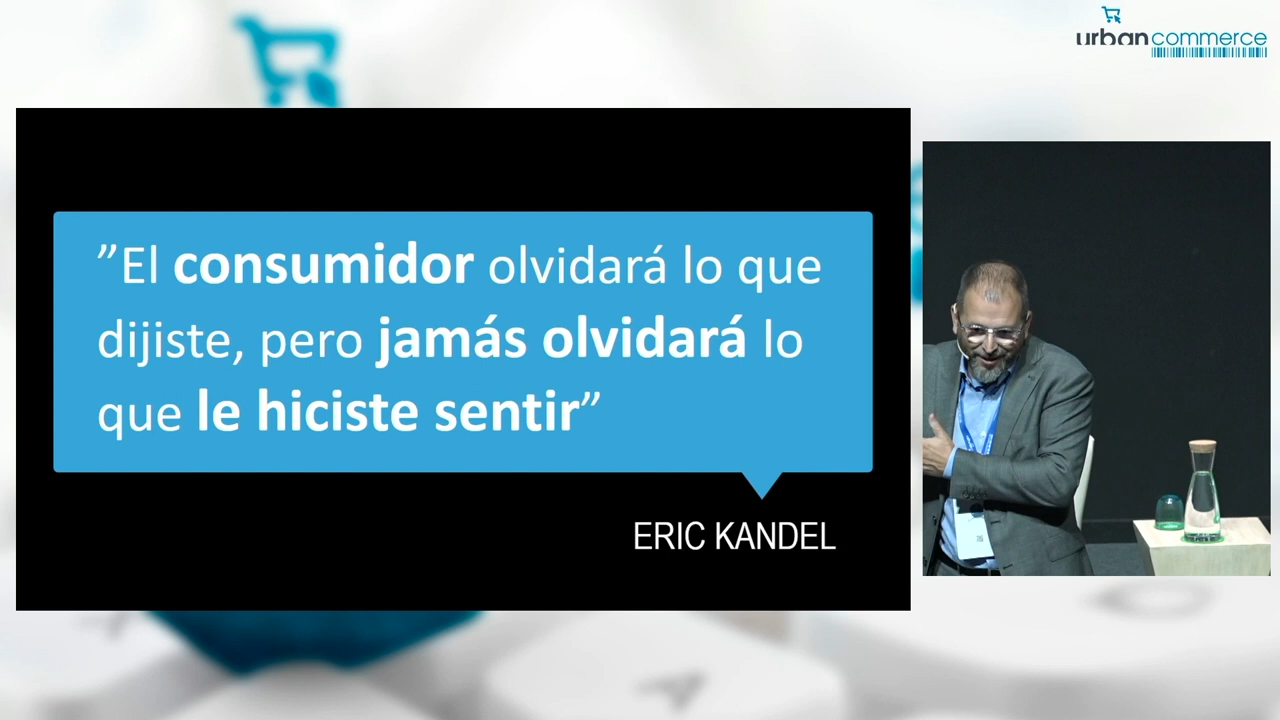 urbancommerce
”El consumidor olvidará lo que
dijiste, pero jamás olvidará lo
que le hiciste sentir”
ERIC KANDEL